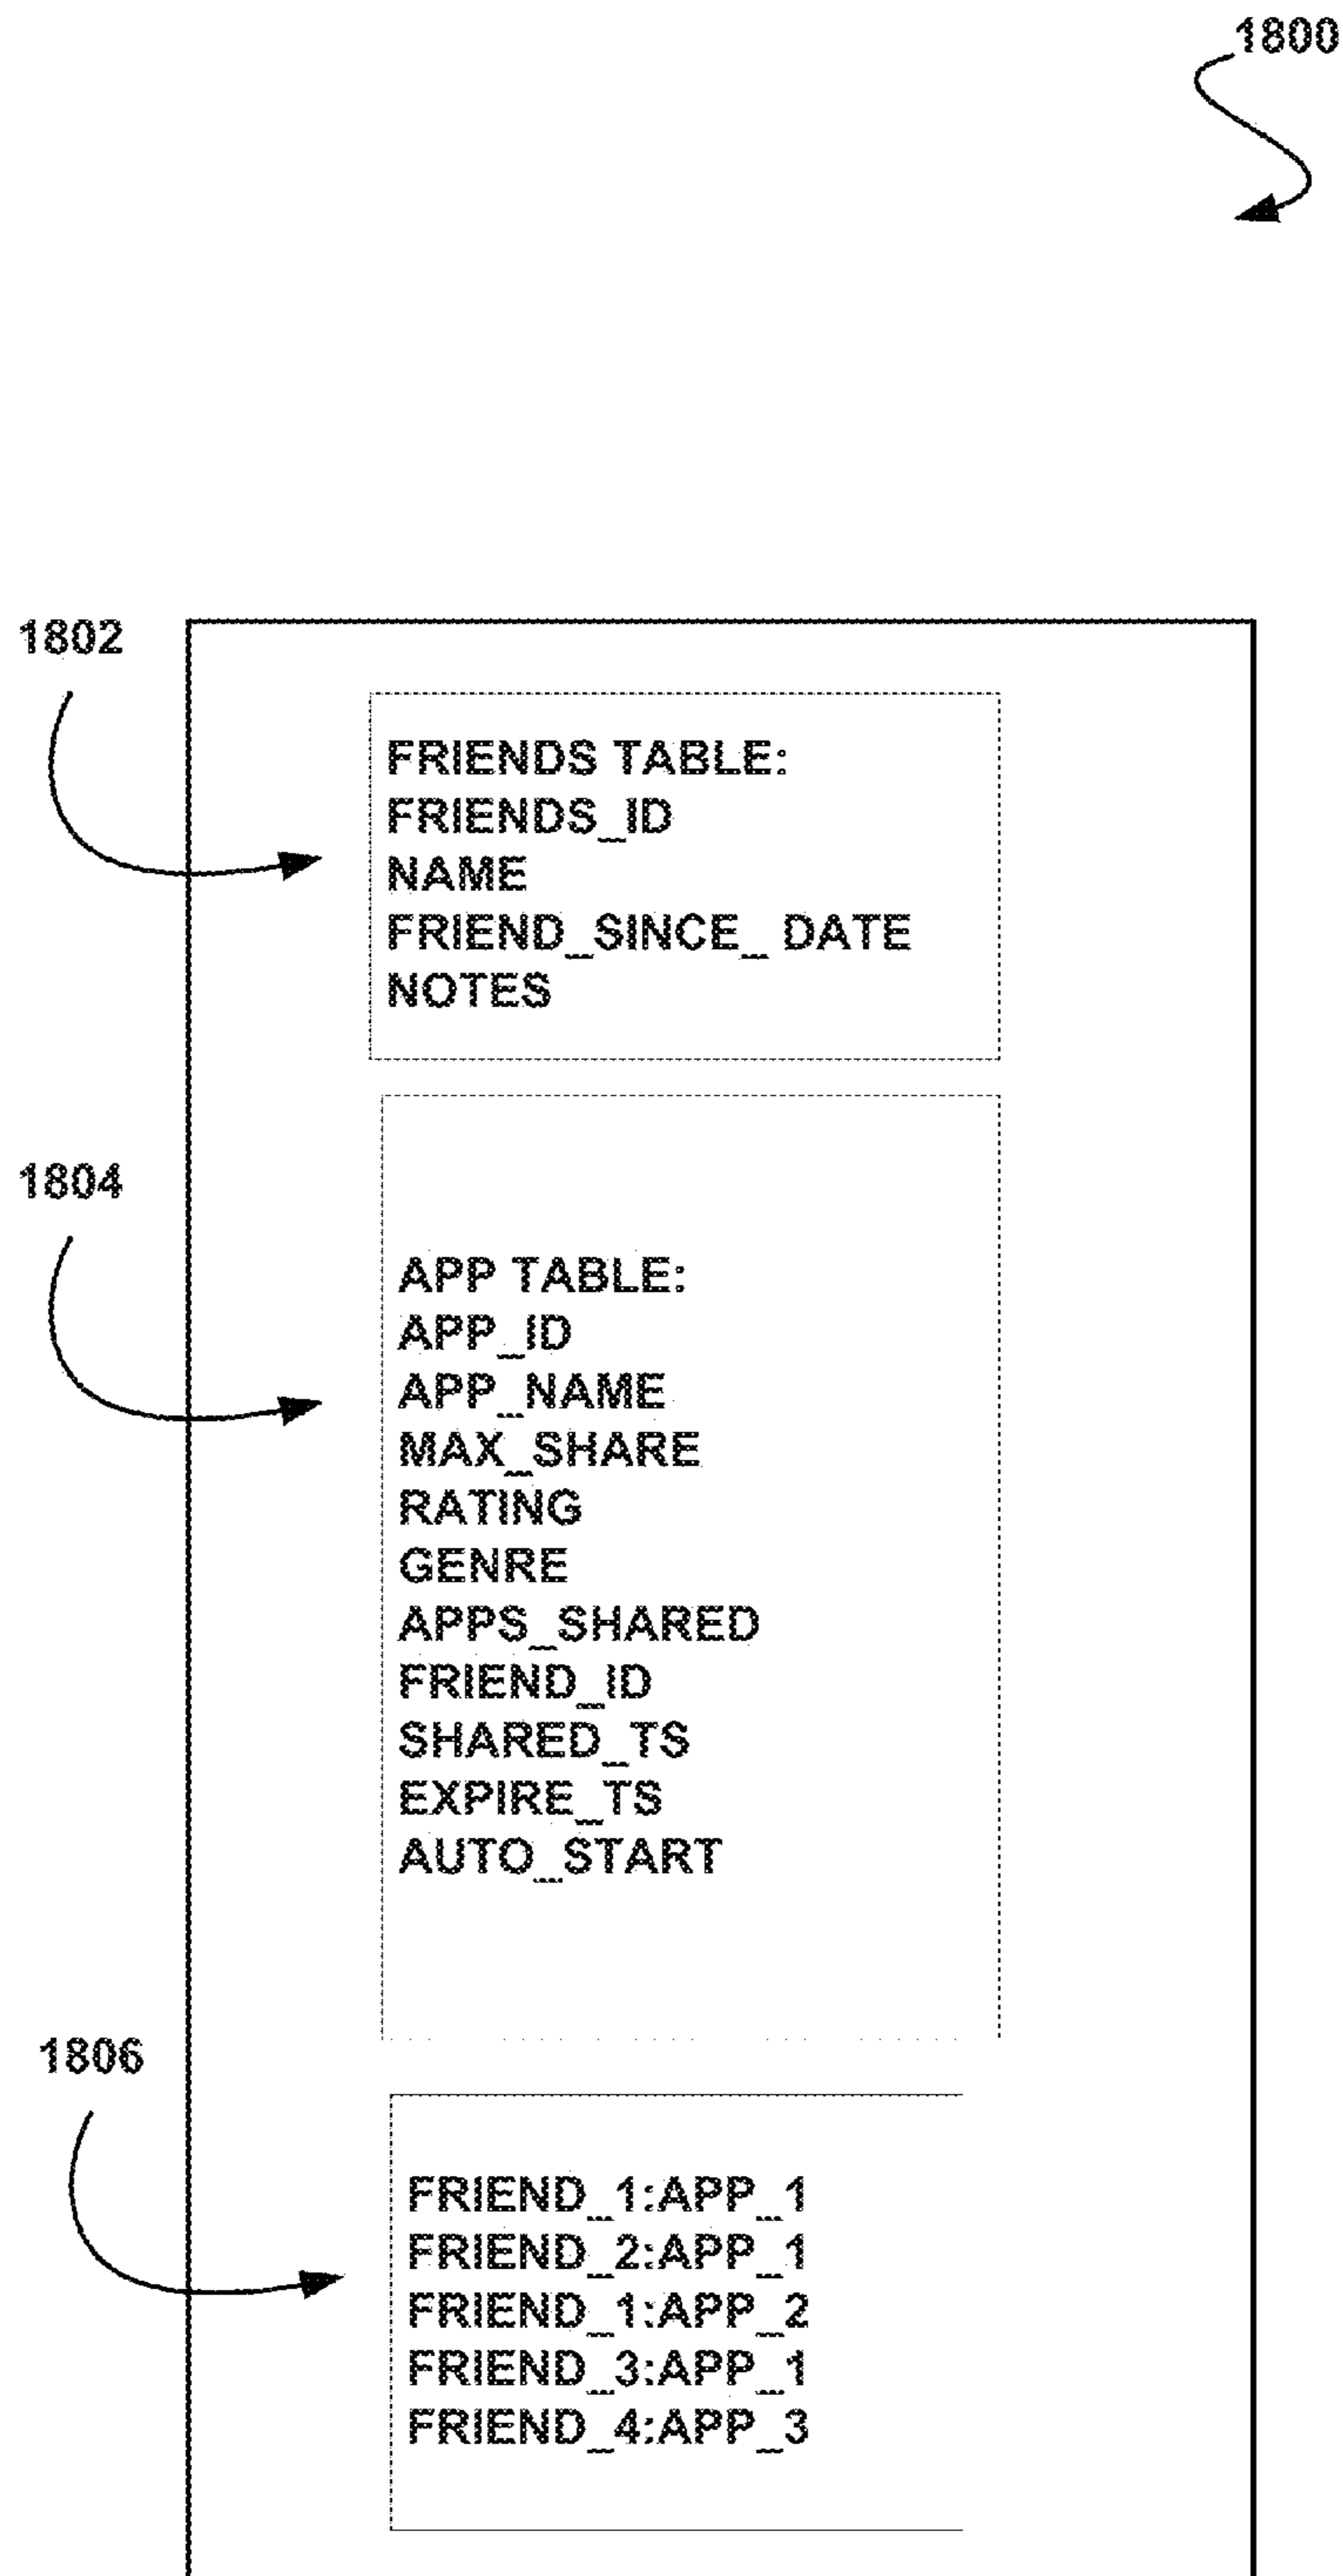 1800
1802
FRIENDS TABLE:
FRIENDS_ID
NAME
FRIEND_SINCE_ DATE
NOTES
1804
APP TABLE:
APP_ID
APP_NAME
MAX_SHARE
RATING
GENRE
APPS_SHARED
FRIEND_ID
SHARED_TS
EXPIRE_TS
AUTO_START
1806
FRIEND_1:APP_1
FRIEND_2:APP_1
FRIEND_1:APP_2
FRIEND_3:APP_1
FRIEND_4:APP_3